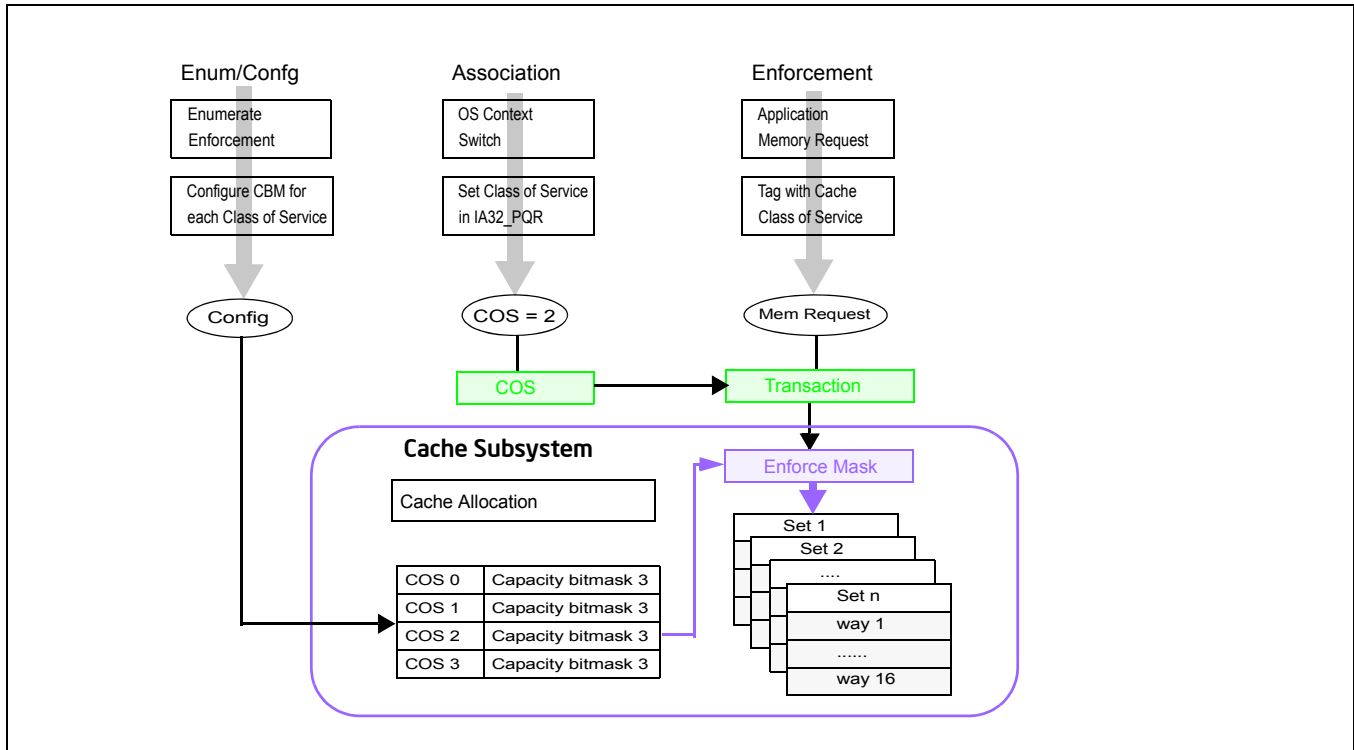 Enum/Confg
Association
Enforcement
Enumerate
Enforcement
OS Context
Switch
Application
Memory Request
Configure CBM for
each Class of Service
Set Class of Service
in IA32_PQR
Tag with Cache
Class of Service
Config
COS = 2
Mem Request
COS
Transaction
Cache Subsystem
Enforce Mask
Cache Allocation
Set 1
Set 2
....
Set n
way 1
......
way 16
COS 0 Capacity bitmask 3
COS 1 Capacity bitmask 3
COS 2 Capacity bitmask 3
COS 3 Capacity bitmask 3